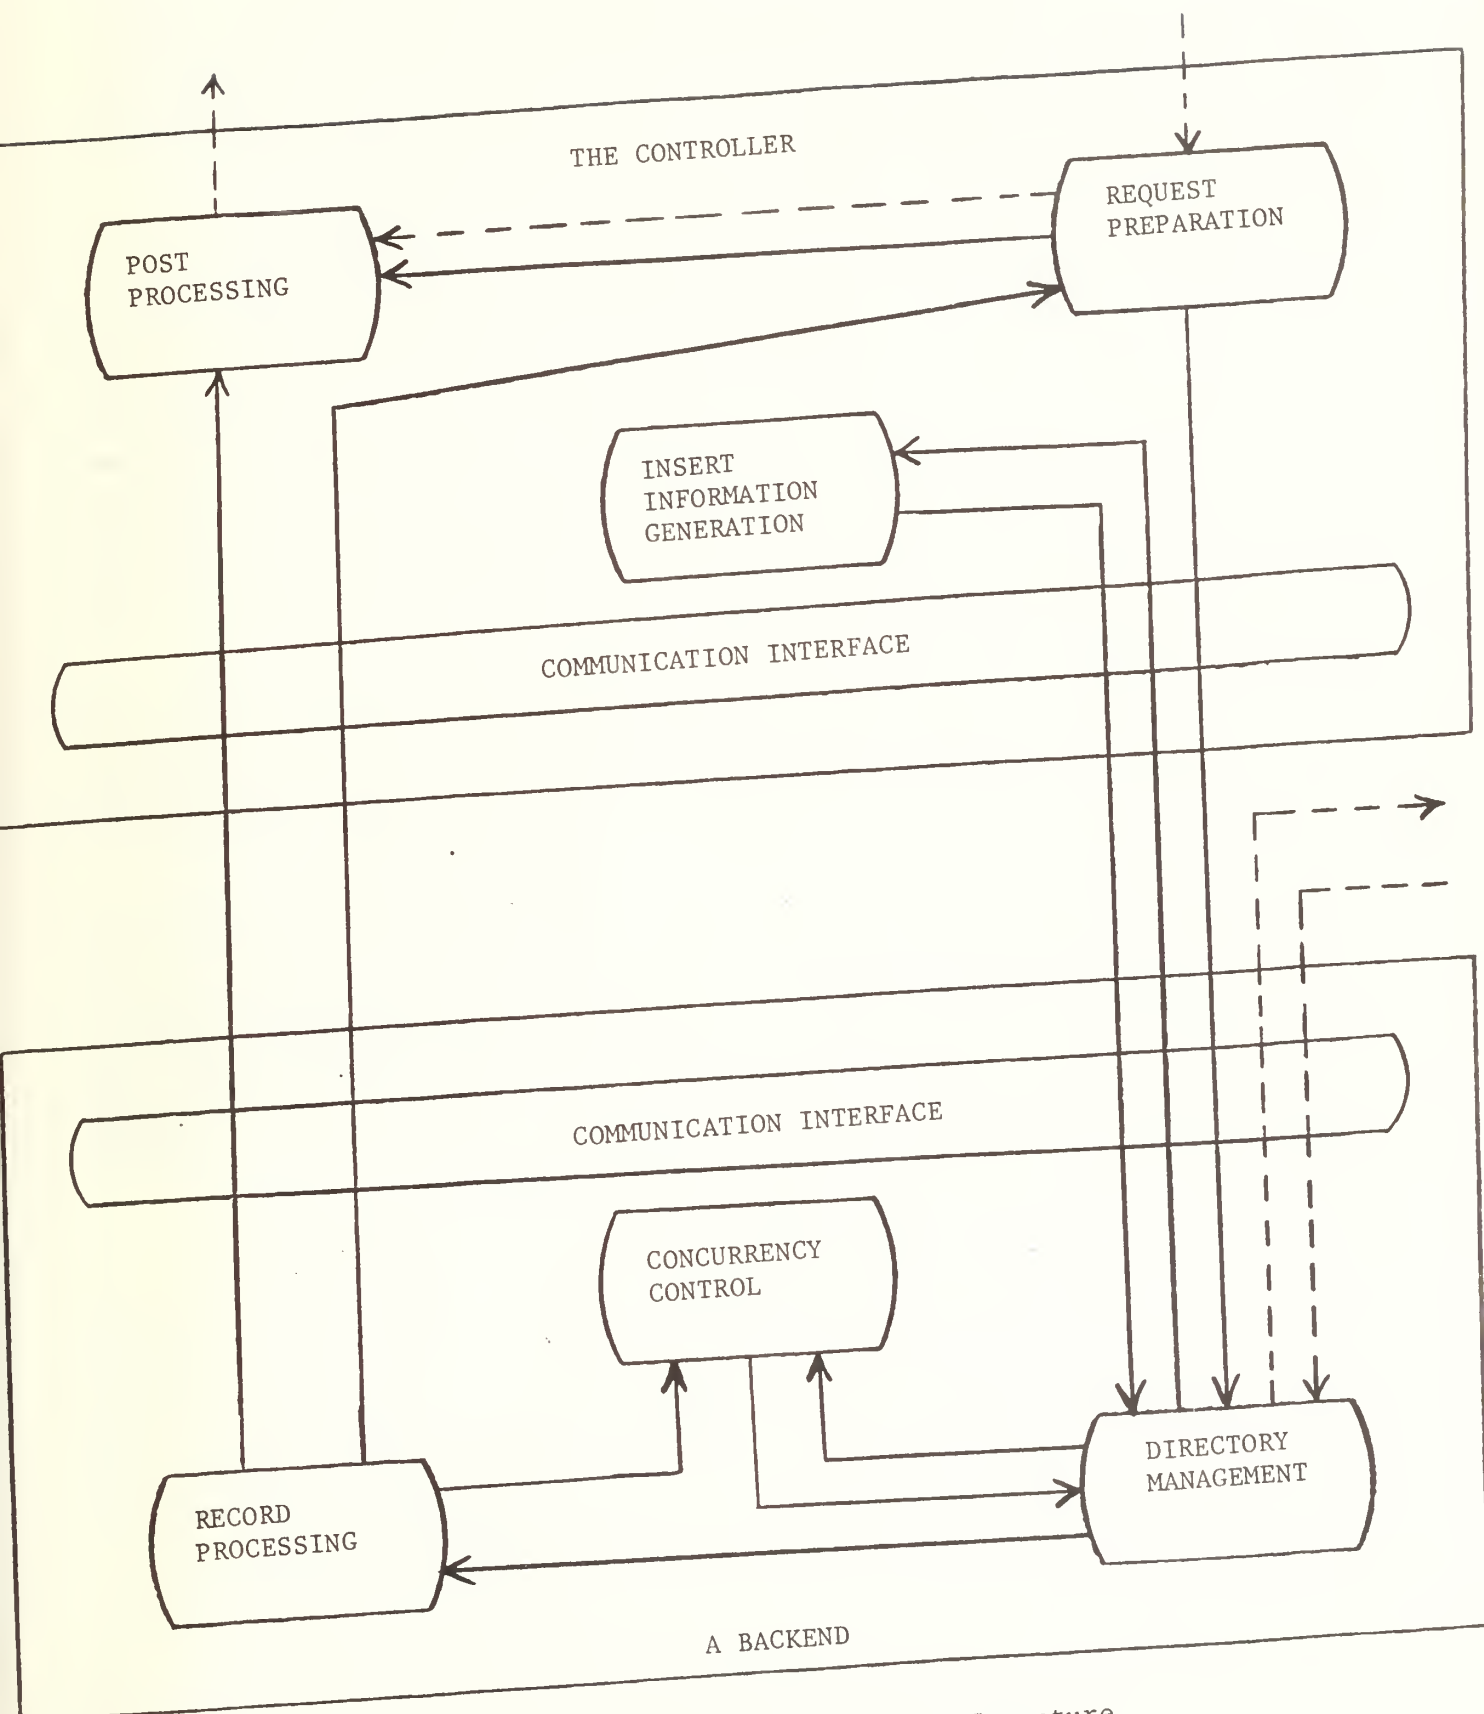 THE CONTROLLER
REQUEST
PREPARATION
POST
PROCESSING
INSERT
INFORMATION
GENERATION
COMMUNICATION INTERFACE
COMMUNICATION INTERFACE
CONCURRENCY
CONTROL
DIRECTORY
MANAGEMENT
RECORD
PROCESSING
A BACKEND